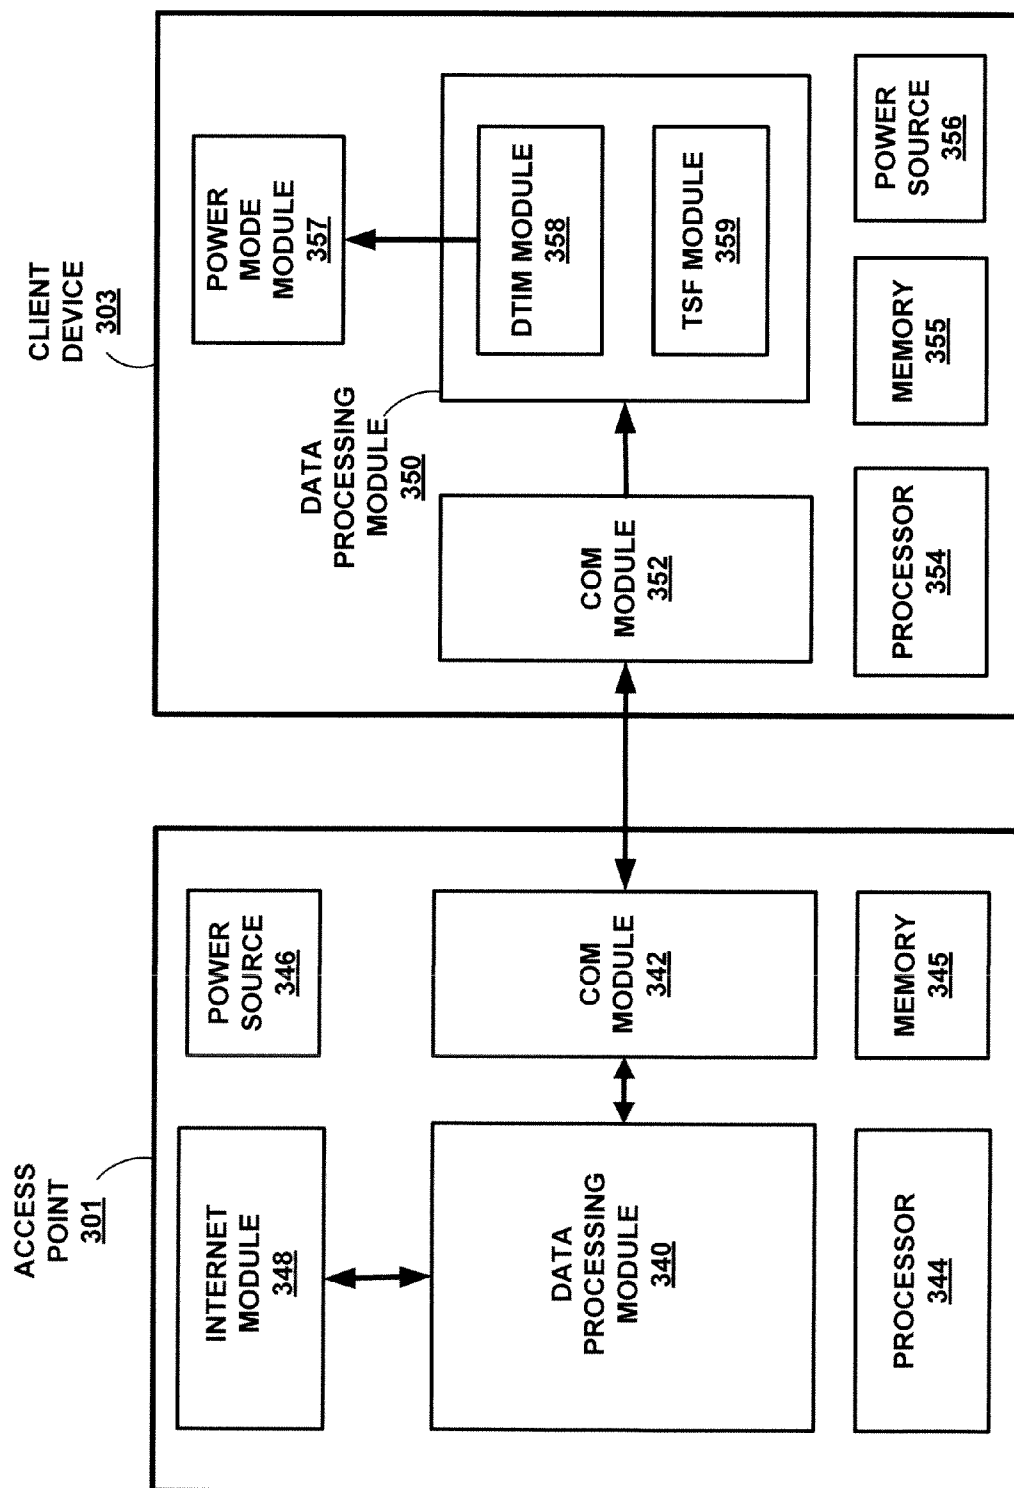 ACCESS
POINT
301
INTERNET
MODULE
348
POWER
SOURCE
346
DATA
PROCESSING
MODULE
340
COM
MODULE
342
PROCESSOR
344
MEMORY
345
CLIENT
DEVICE
303
DATA
PROCESSING
MODULE
350
POWER
MODE
MODULE
357
COM
MODULE
352
DTIM MODULE
358
TSF MODULE
359
PROCESSOR
354
MEMORY
355
POWER
SOURCE
356